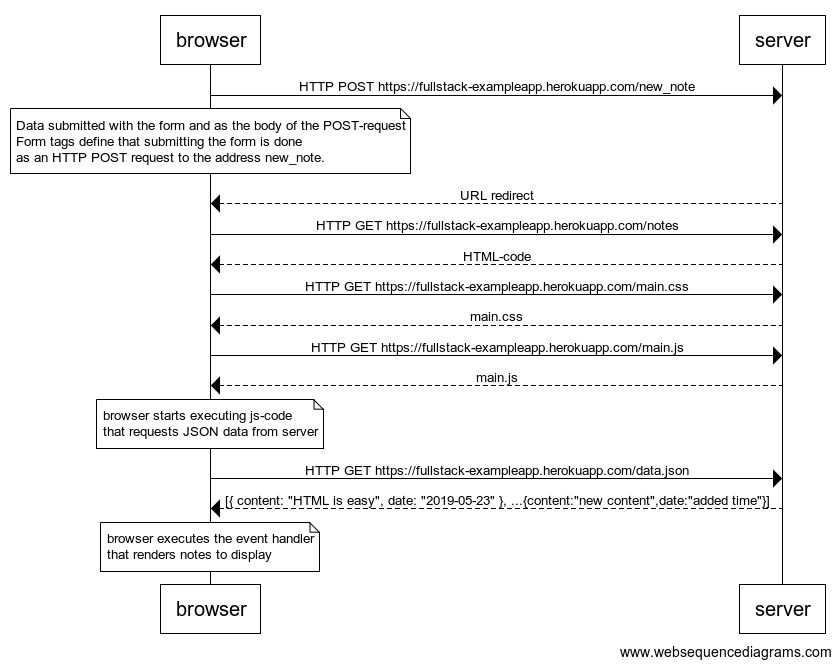 browser
server
HTTP POST https://fullstack-exampleapp.herokuapp.com/new_note
Data submitted with the form and as the body of the POST-request
Form tags define that submitting the form is done
as an HTTP POST request to the address new_note.
URL redirect
HTTP GET https://fullstack-exampleapp.herokuapp.com/notes
HTML-code
HTTP GET https://fullstack-exampleapp.herokuapp.com/main.css
main.css
HTTP GET https://fullstack-exampleapp.herokuapp.com/main.js
main.js
browser starts executing js-code
that requests JSON data from server
HTTP GET https://fullstack-exampleapp.herokuapp.com/data.json
[{ content: "HTML is easy", date: "2019-05-23" }, ...{content:"new content",date:"added time"}]
browser executes the event handler
that renders notes to display
browser
server
www.websequencediagrams.com